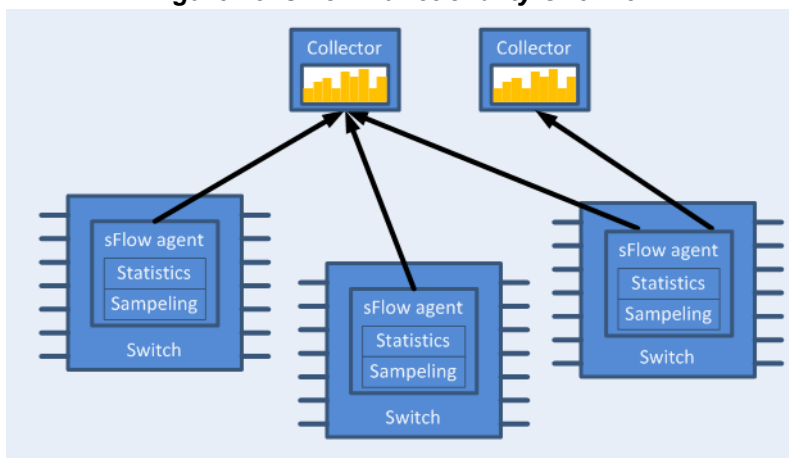 Collector
Collector
sFlow agent
Statistics
Sampeling
Switch
sFlow agent
Statistics
Sampeling
Switch
sFlow agent
Statistics
Sampeling
Switch